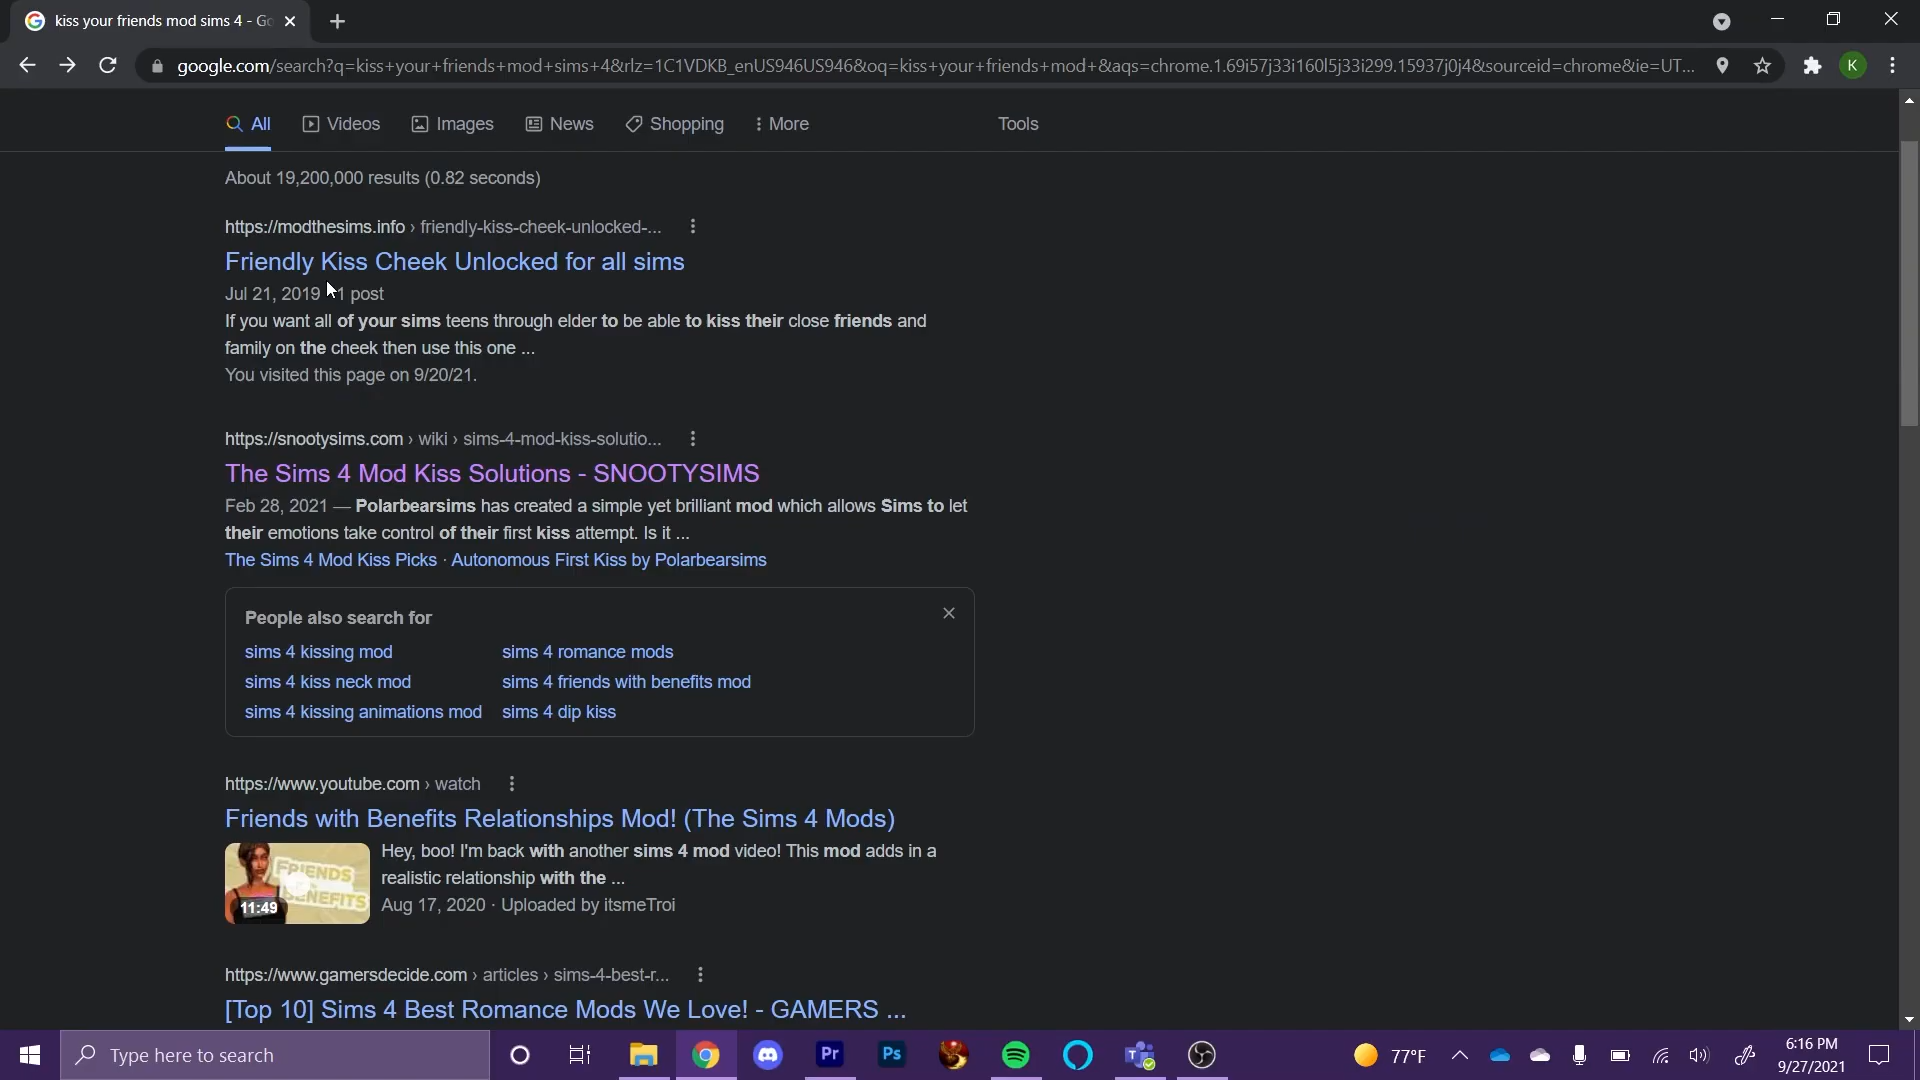 kiss your friends mod sims 4 - Go
google.com/search?q=kiss+your+friends+mod+sims+4&rlz=1C1VDKB_enUS946US946&oq=kiss+your+friends+mod+&aqs=chrome.1.69i57j33i160l5j33i299.15937j0j4&sourceid=chrome&ie=UT...
K
All
Videos
Images
News
Shopping
More
Tools
About 19,200,000 results (0.82 seconds)
https://modthesims.info › friendly-kiss-cheek-unlocked-...
Friendly Kiss Cheek Unlocked for all sims
Jul 21, 2019 1 post
If you want all of your sims teens through elder to be able to kiss their close friends and
family on the cheek then use this one ...
You visited this page on 9/20/21.
https://snootysims.com › wiki › sims-4-mod-kiss-solutio...
The Sims 4 Mod Kiss Solutions - SNOOTYSIMS
Feb 28, 2021 — Polarbearsims has created a simple yet brilliant mod which allows Sims to let
their emotions take control of their first kiss attempt. Is it ...
The Sims 4 Mod Kiss Picks · Autonomous First Kiss by Polarbearsims
People also search for
sims 4 kissing mod
sims 4 romance mods
sims 4 kiss neck mod
sims 4 friends with benefits mod
sims 4 kissing animations mod
sims 4 dip kiss
https://www.youtube.com › watch
Friends with Benefits Relationships Mod! (The Sims 4 Mods)
FRIENDS
BENEFITS
11:49
Hey, boo! I'm back with another sims 4 mod video! This mod adds in a
realistic relationship with the ...
Aug 17, 2020 · Uploaded by itsmeTroi
https://www.gamersdecide.com › articles › sims-4-best-r...
[Top 10] Sims 4 Best Romance Mods We Love! - GAMERS ...
Type here to search
Pr
Ps
77°F
6:16 PM
9/27/2021